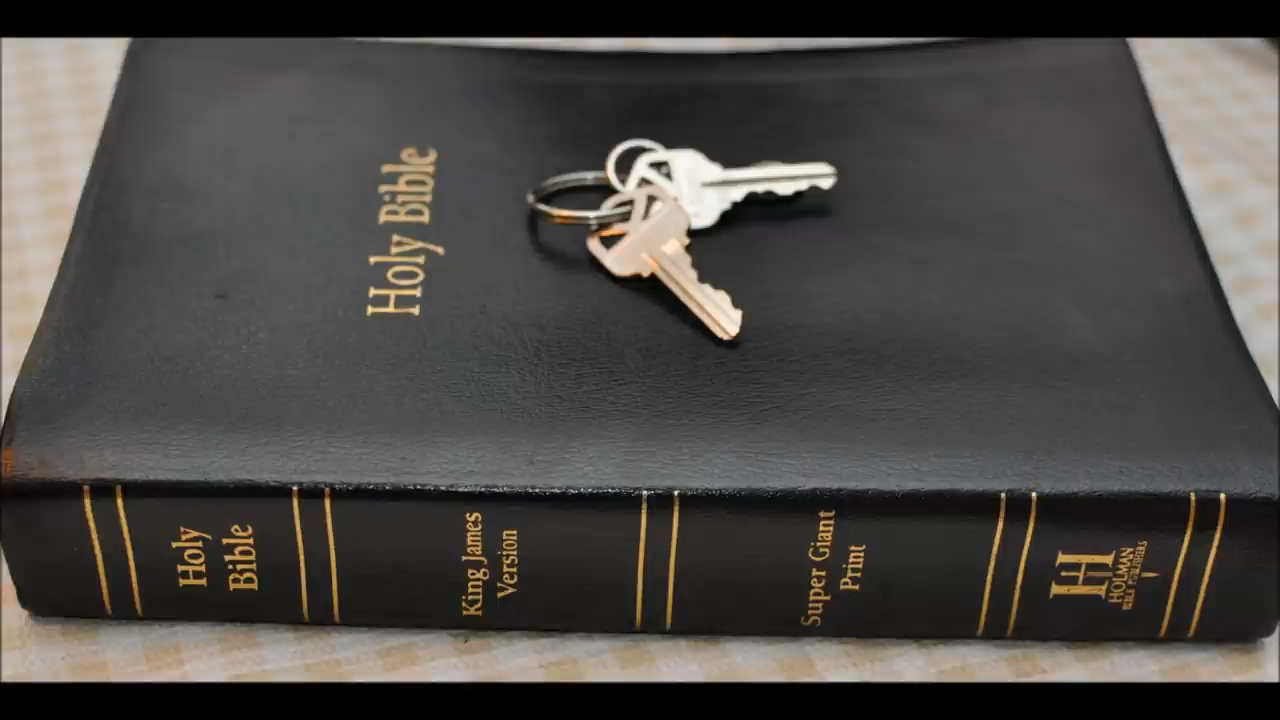 Holy Bible
Holy
Bible
King James
Version
Super Giant
Print
HOLMAN
BIBLE PUBLISHERS